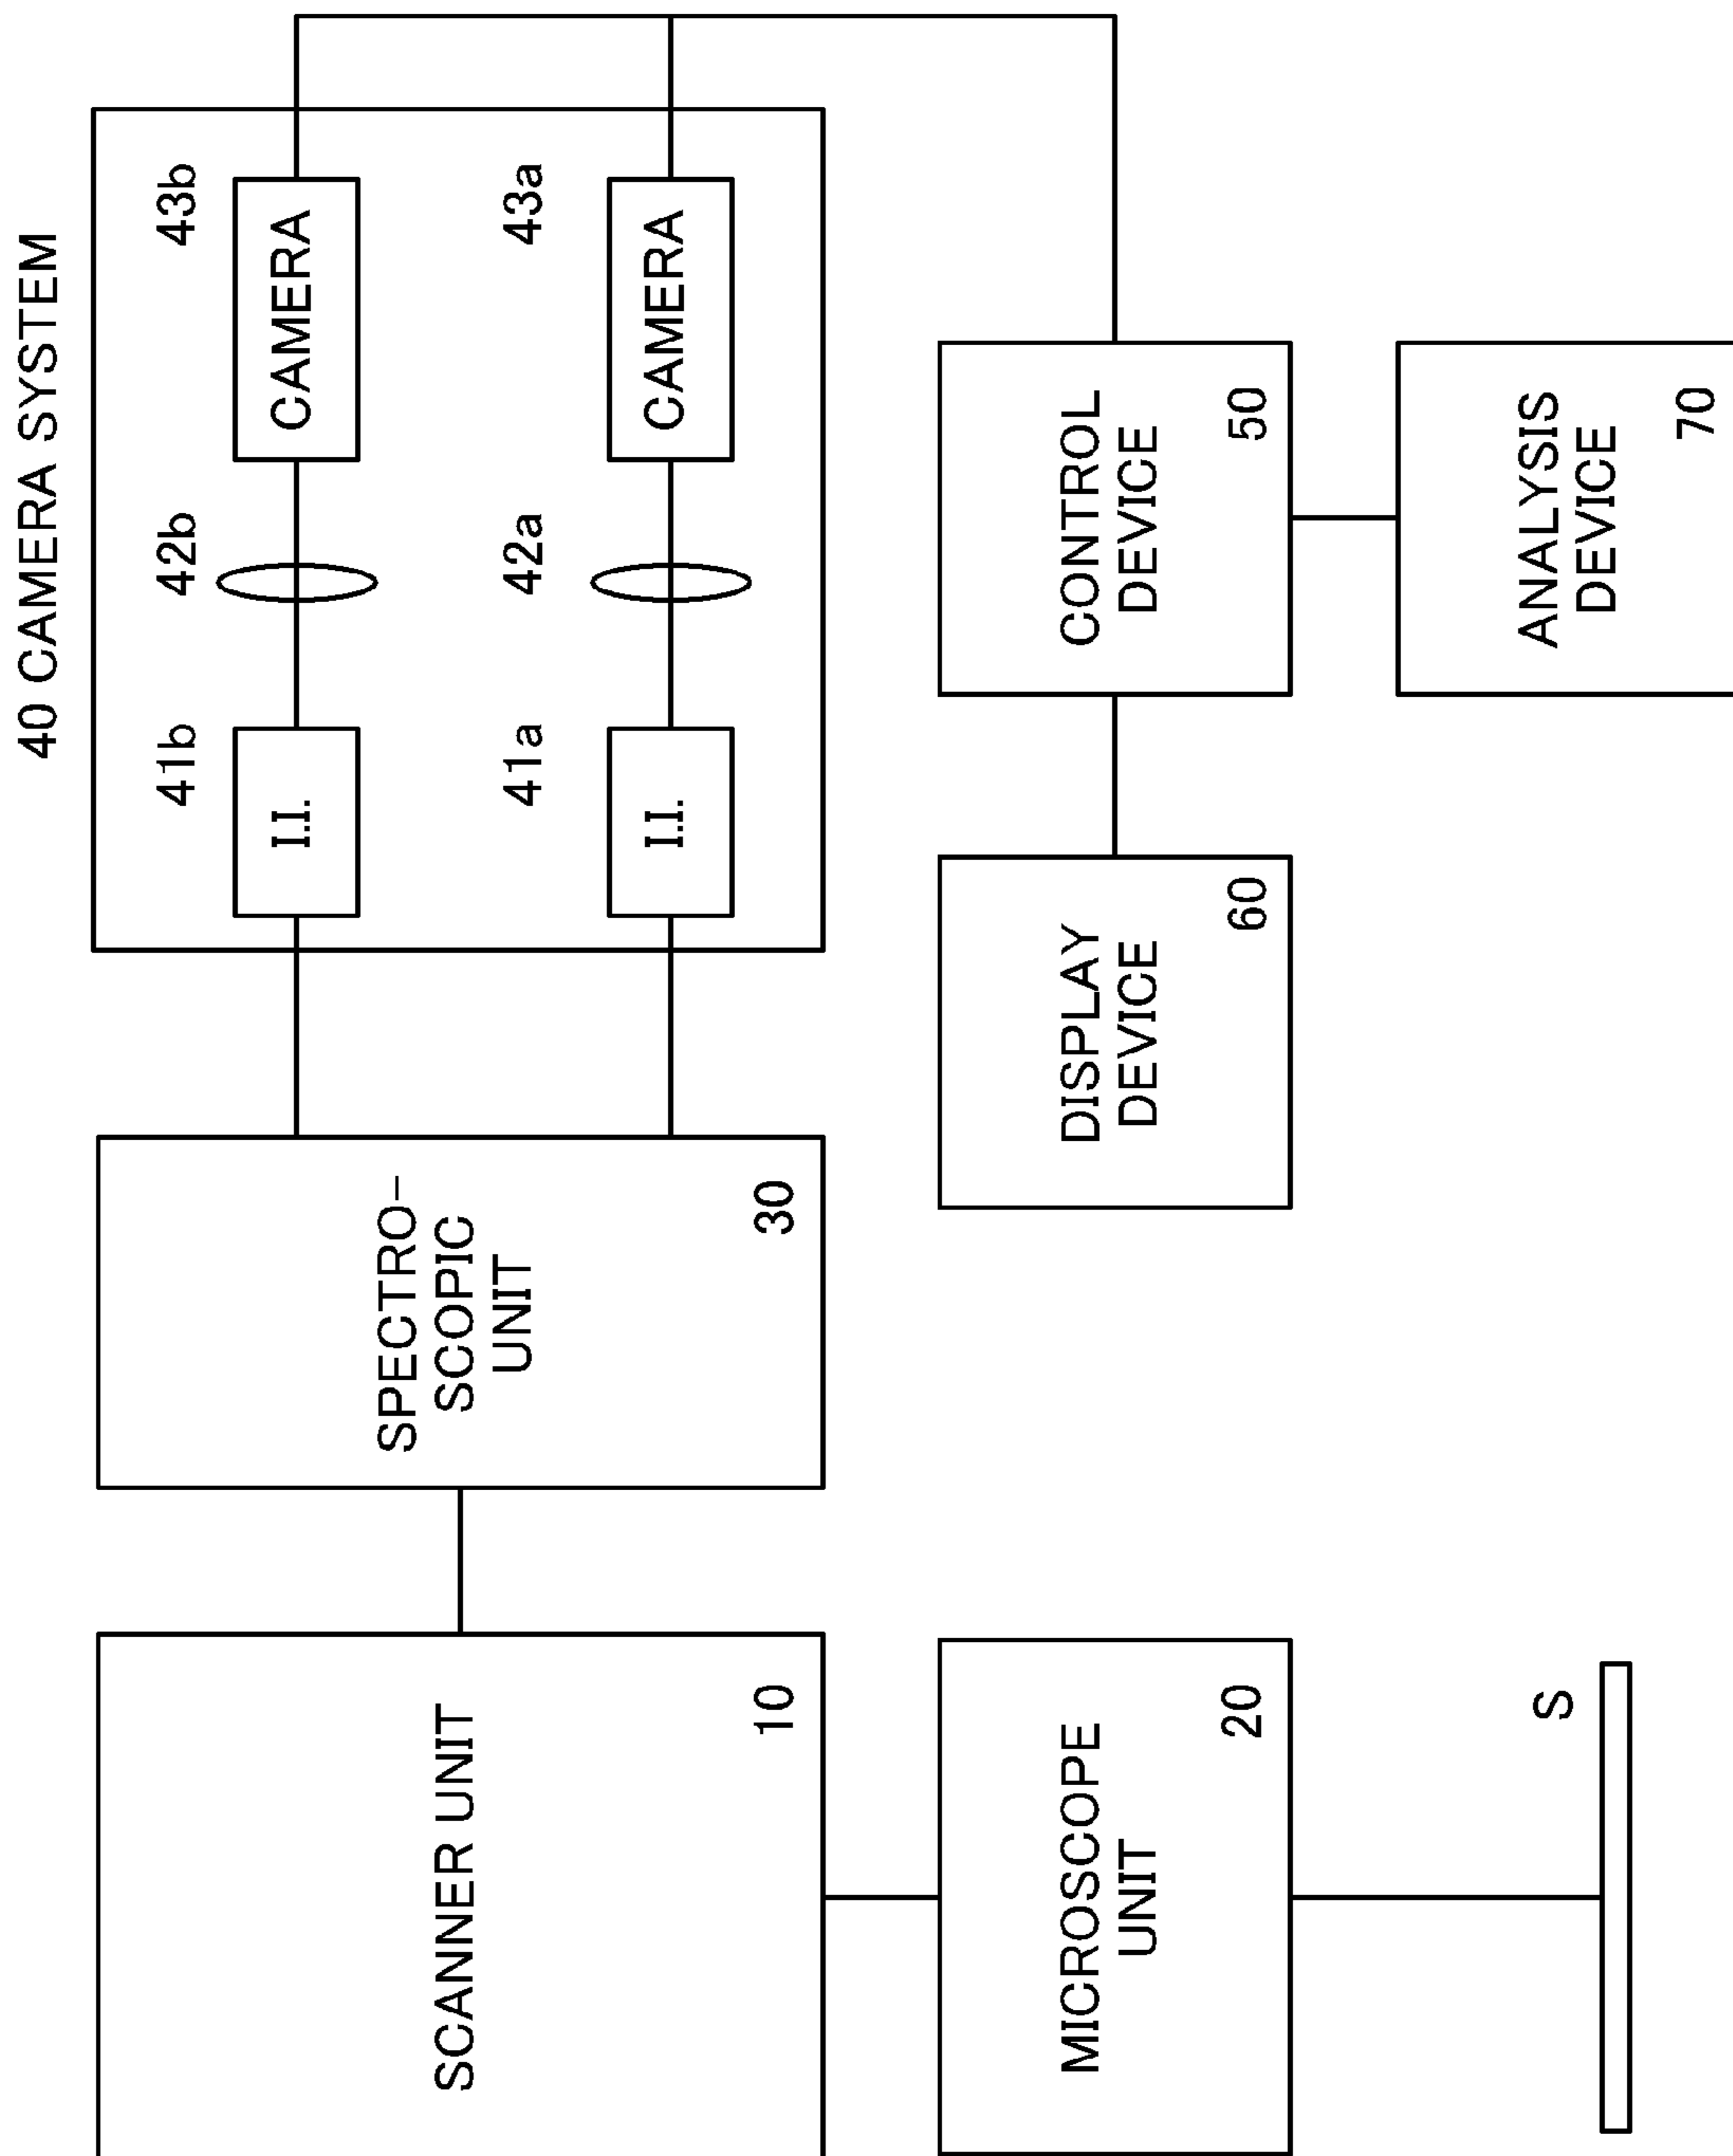 40 CAMERA SYSTEM
41b
42b
43b
I.I.
CAMERA
41a
42a
43a
I.I.
CAMERA
SPECTRO-
SCOPIC
UNIT
30
SCANNER UNIT
10
MICROSCOPE
UNIT
20
S
DISPLAY
DEVICE
60
CONTROL
DEVICE
50
ANALYSIS
DEVICE
70